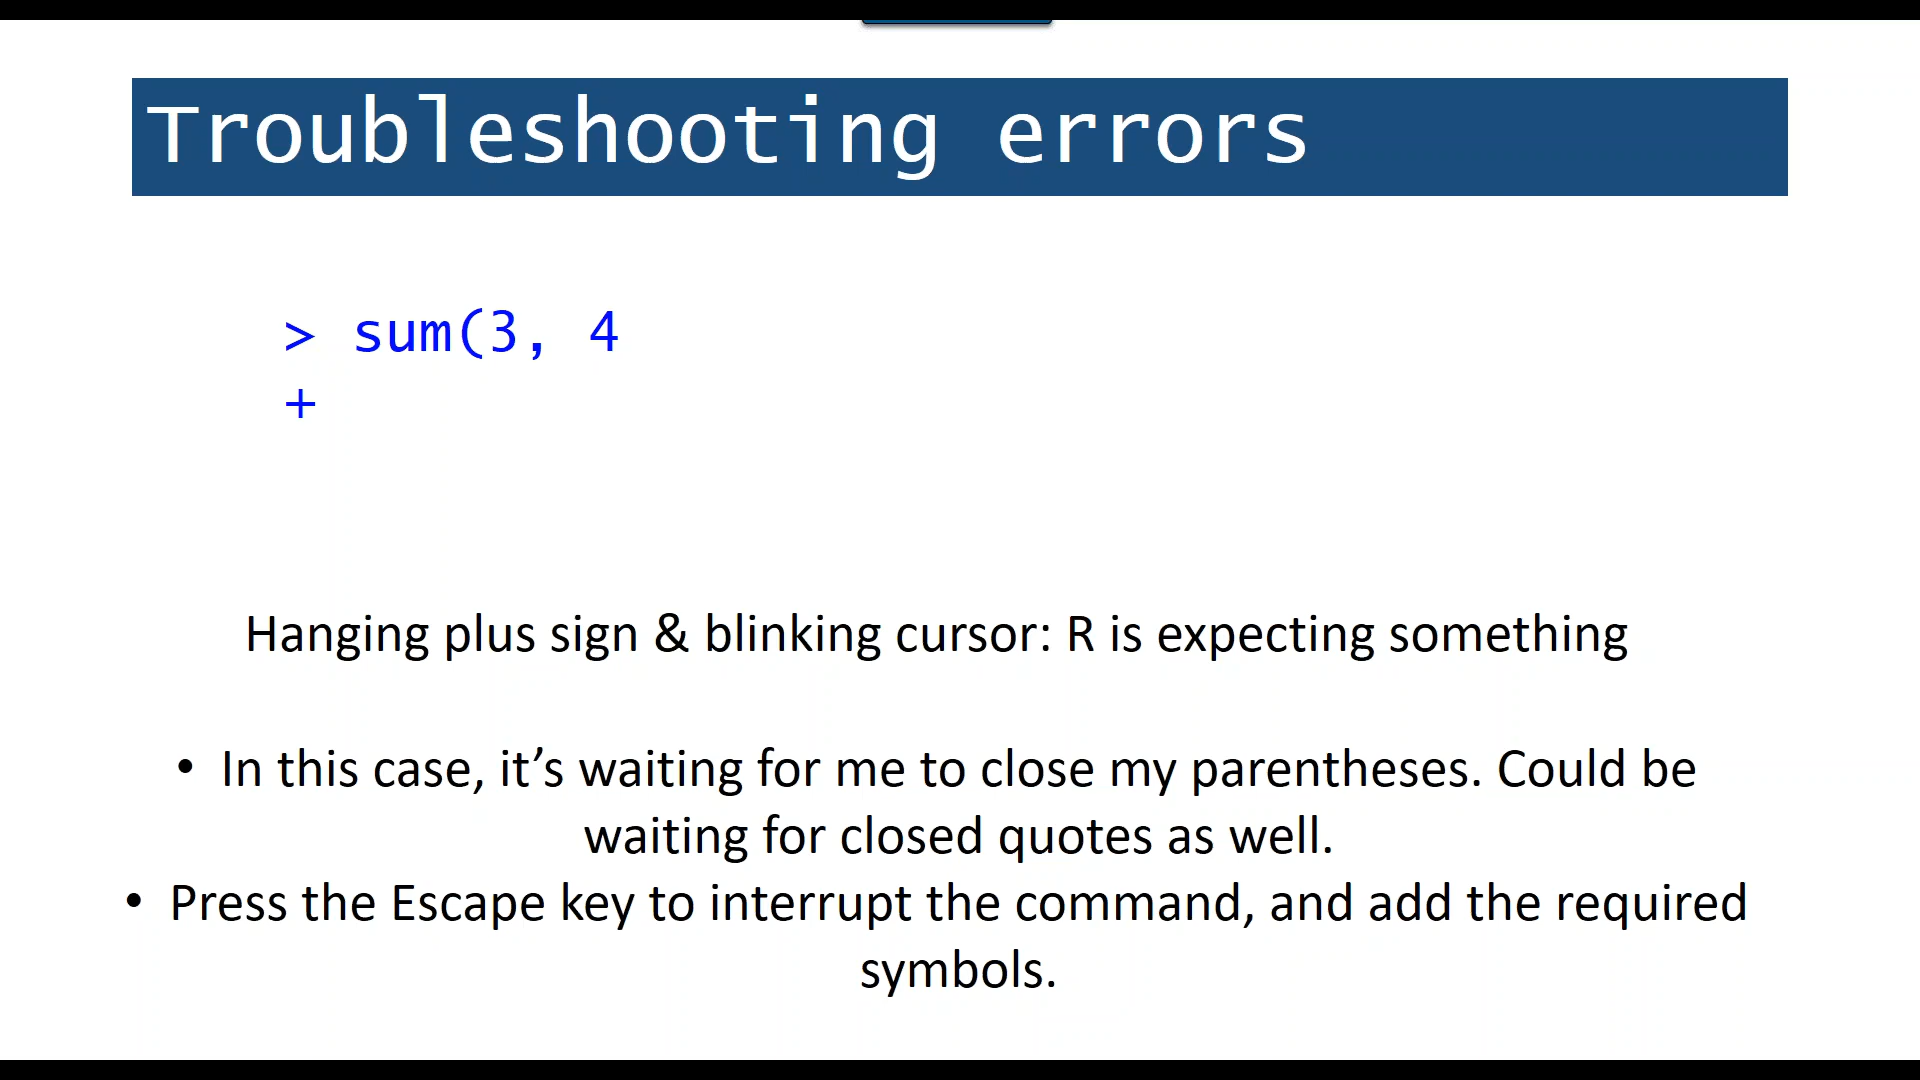 Troubleshooting errors
> sum(3, 4
+
Hanging plus sign & blinking cursor: R is expecting something
• In this case, it’s waiting for me to close my parentheses. Could be
waiting for closed quotes as well.
• Press the Escape key to interrupt the command, and add the required
symbols.